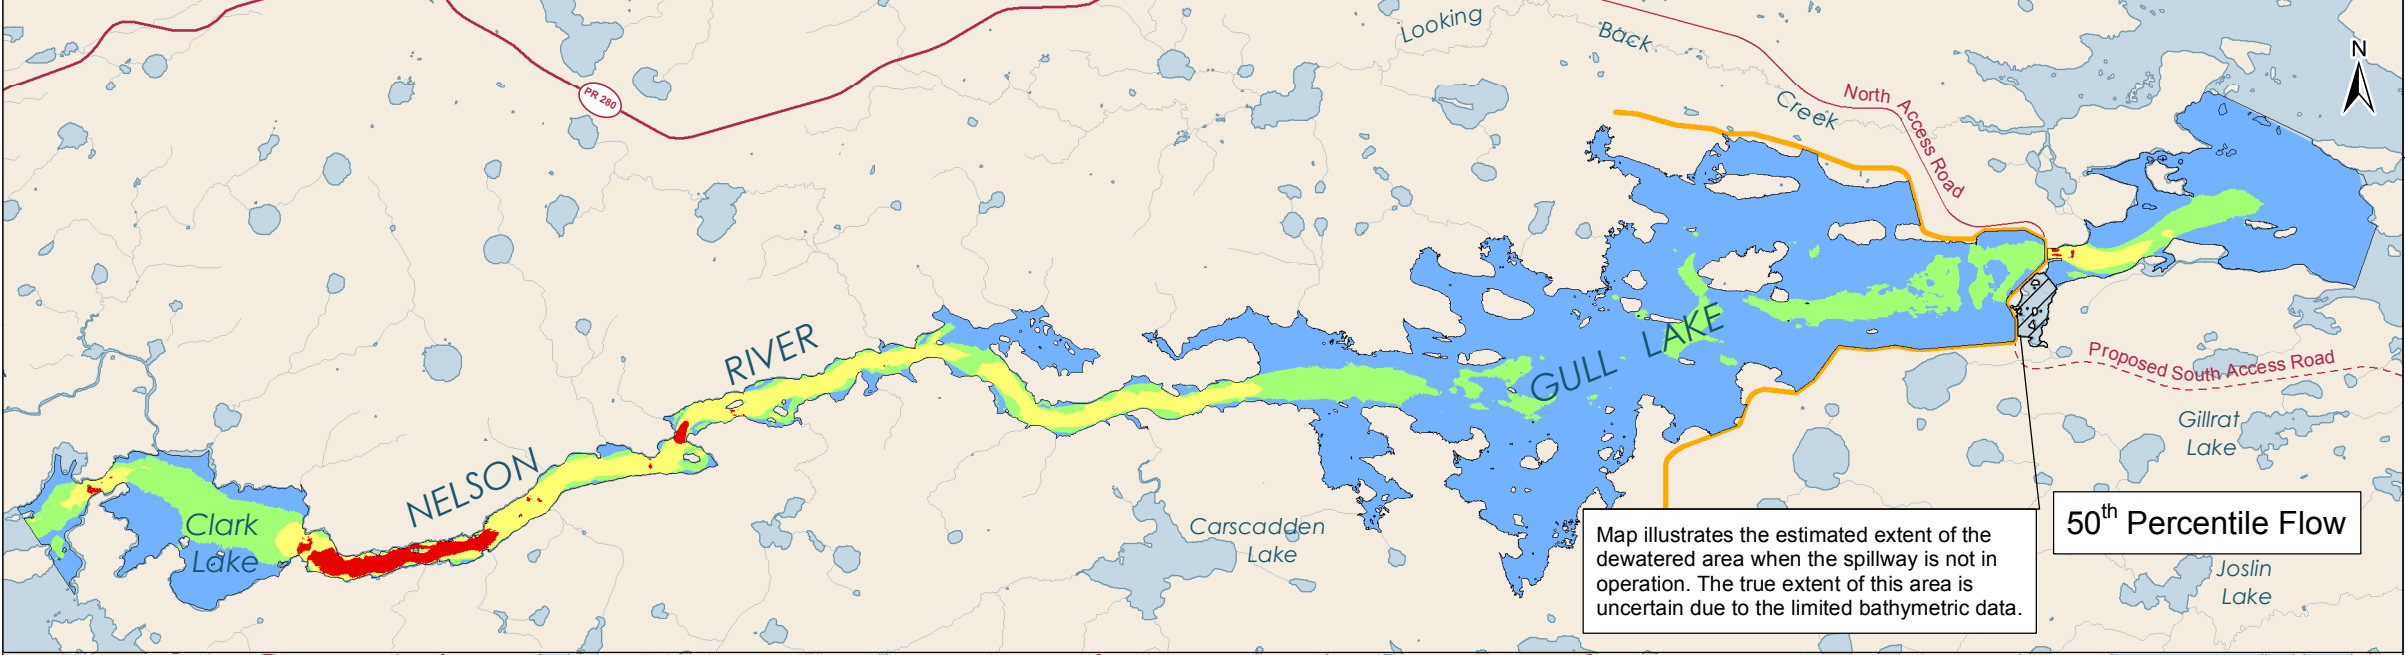 Looking
Back
Creek
North Access Road
N
PR 280
RIVER
NELSON
GULL LAKE
Clark
Lake
Carscadden
Lake
Proposed South Access Road
Gillrat
Lake
50th Percentile Flow
Map illustrates the estimated extent of the
dewatered area when the spillway is not in
operation. The true extent of this area is
uncertain due to the limited bathymetric data.
Joslin
Lake